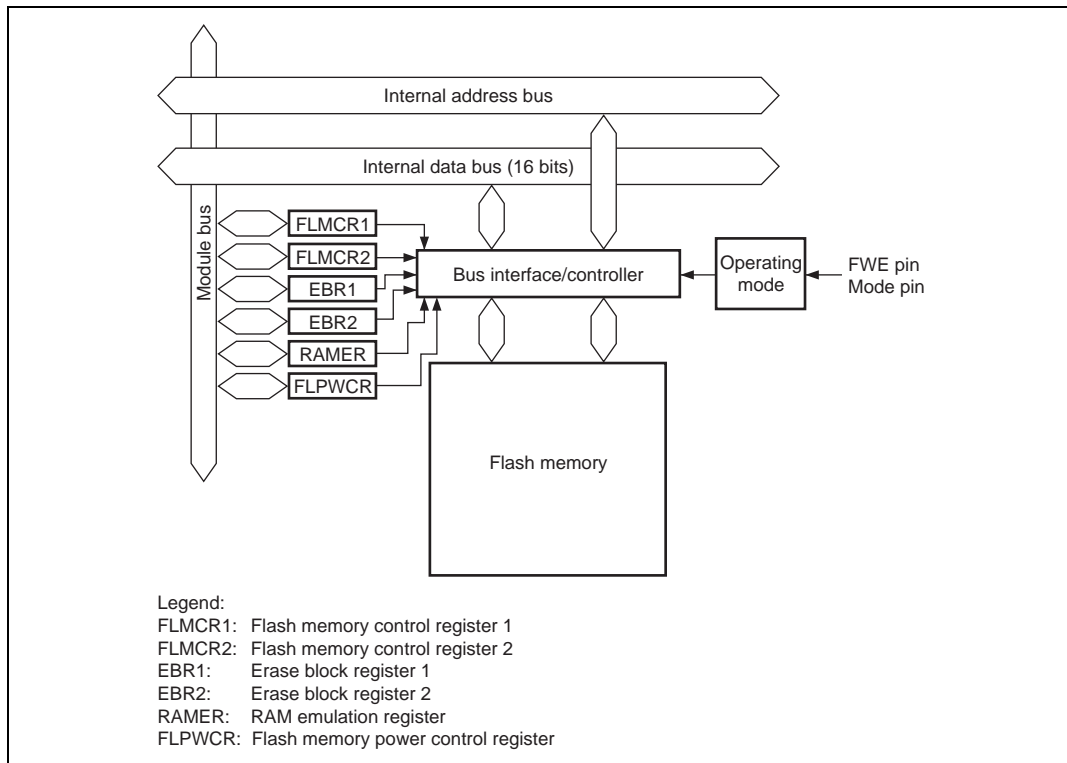 Internal address bus
Internal data bus (16 bits)
Module bus
FLMCR1
FLMCR2
EBR1
EBR2
RAMER
FLPWCR
Bus interface/controller
Operating
mode
FWE pin
Mode pin
Flash memory
Legend:
FLMCR1: Flash memory control register 1
FLMCR2: Flash memory control register 2
EBR1: Erase block register 1
EBR2: Erase block register 2
RAMER: RAM emulation register
FLPWCR: Flash memory power control register